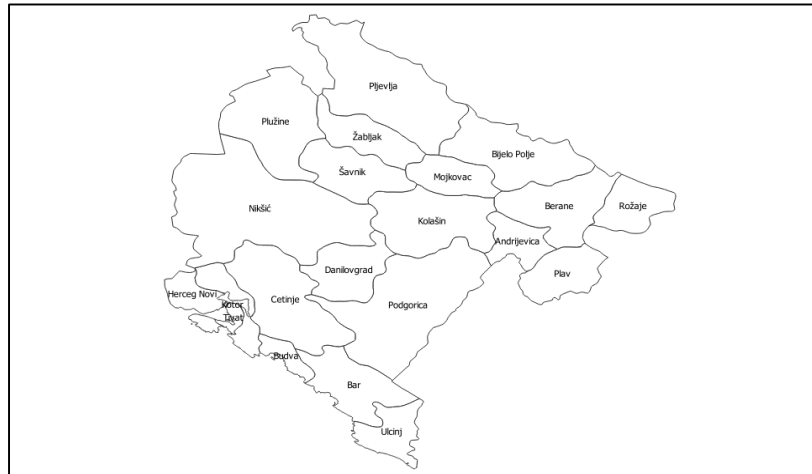 Pljevlja
Plužine
Žabljak
Bijelo Polje
Šavnik
Mojkovac
Nikšić
Kolašin
Berane
Rožaje
Andrijevica
Danilovgrad
Plav
Herceg Novi
Cetinje
Kotor
Tivat
Podgorica
Budva
Bar
Ulcinj